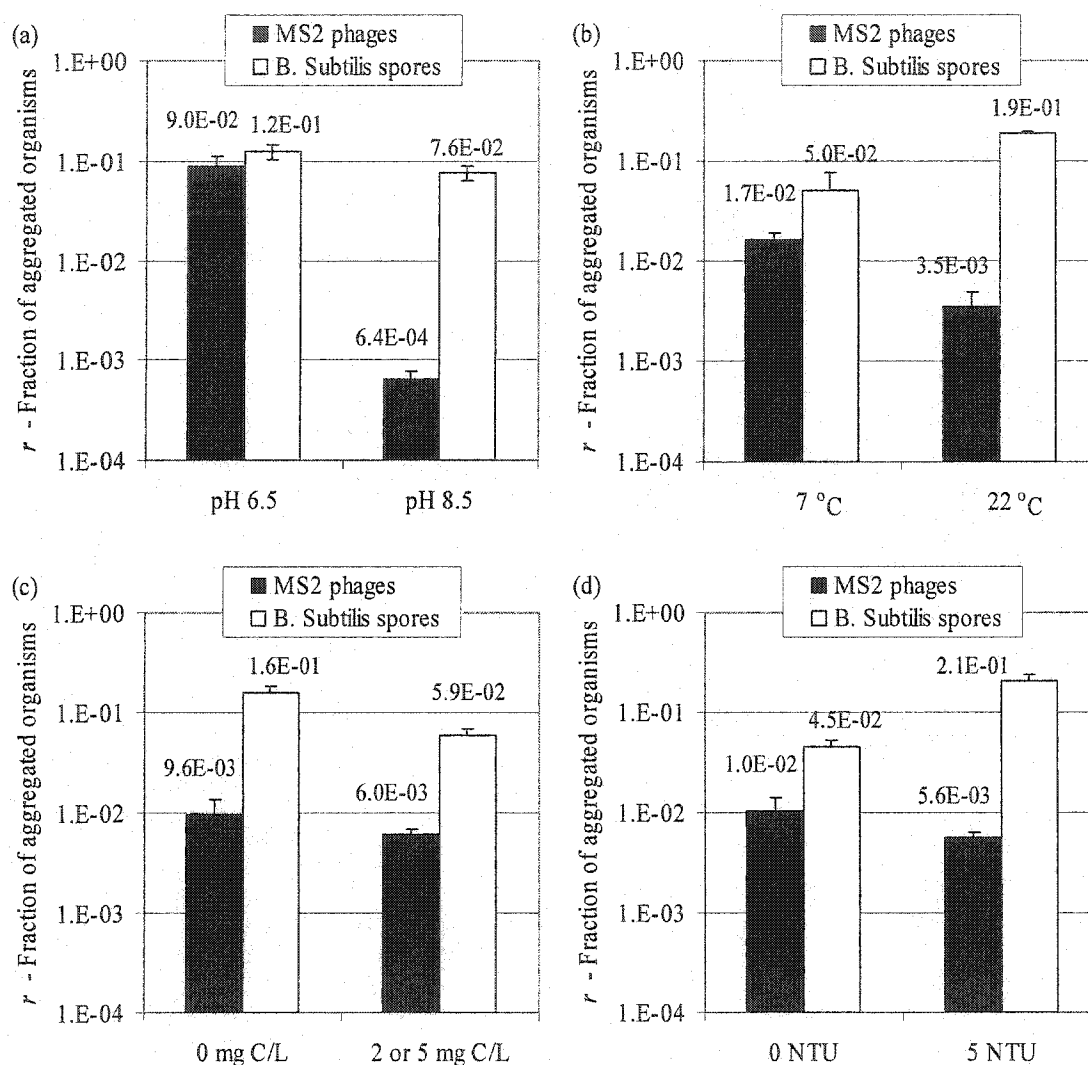 (a)
MS2 phages
B. Subtilis spores
r - Fraction of aggregated organisms
1.E+00
1.E-01
1.E-02
1.E-03
1.E-04
9.0E-02
1.2E-01
6.4E-04
7.6E-02
pH 6.5
pH 8.5
(b)
MS2 phages
B. Subtilis spores
r - Fraction of aggregated organisms
1.E+00
1.E-01
1.E-02
1.E-03
1.E-04
1.7E-02
5.0E-02
3.5E-03
1.9E-01
7 °C
22 °C
(c)
MS2 phages
B. Subtilis spores
r - Fraction of aggregated organisms
1.E+00
1.E-01
1.E-02
1.E-03
1.E-04
9.6E-03
1.6E-01
6.0E-03
5.9E-02
0 mg C/L
2 or 5 mg C/L
(d)
MS2 phages
B. Subtilis spores
r - Fraction of aggregated organisms
1.E+00
1.E-01
1.E-02
1.E-03
1.E-04
1.0E-02
4.5E-02
5.6E-03
2.1E-01
0 NTU
5 NTU